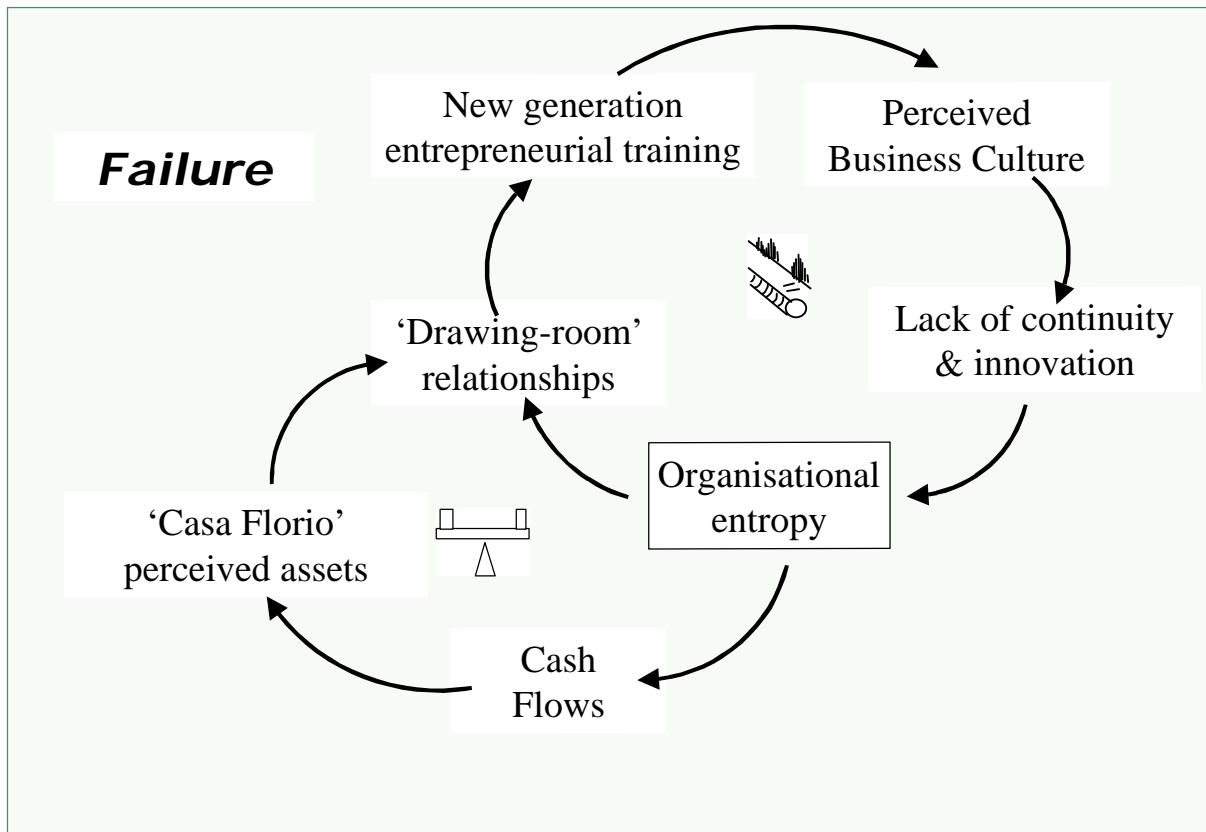 Failure
New generation
entrepreneurial training
Perceived
Business Culture
Lack of continuity
& innovation
‘Drawing-room’
relationships
Organisational
entropy
‘Casa Florio’
perceived assets
Cash
Flows